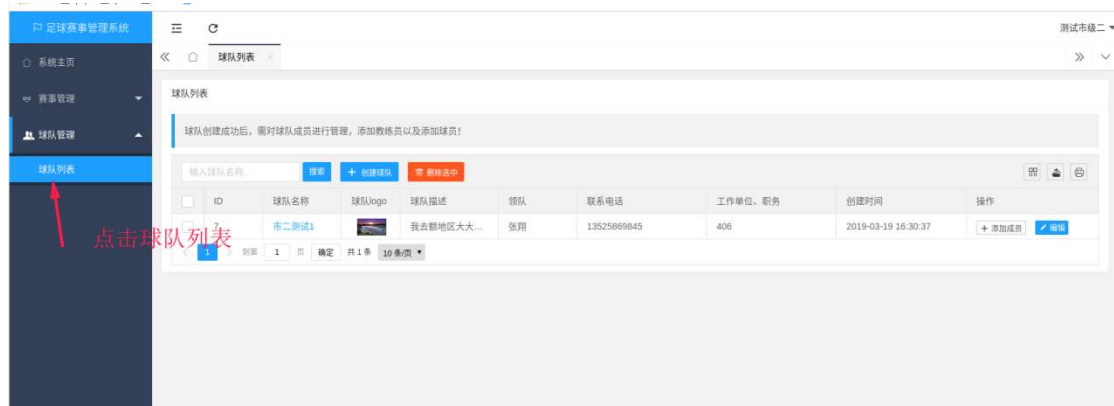 足球赛事管理系统
测试市级二
系统主页
球队列表
赛事管理
球队列表
球队管理
球队创建成功后，需对球队成员进行管理，添加教练员以及添加球员！
球队列表
输入球队名称..
搜索
+ 创建球队
删除选中
ID 球队名称 球队logo 球队描述 领队 联系电话 工作单位、职务 创建时间 操作
7 市二测试1 我去额地区大大... 张翔 13525869845 406 2019-03-19 16:30:37 + 添加成员 编辑
点击球队列表
1 到第 1 页 确定 共 1 条 10 条/页